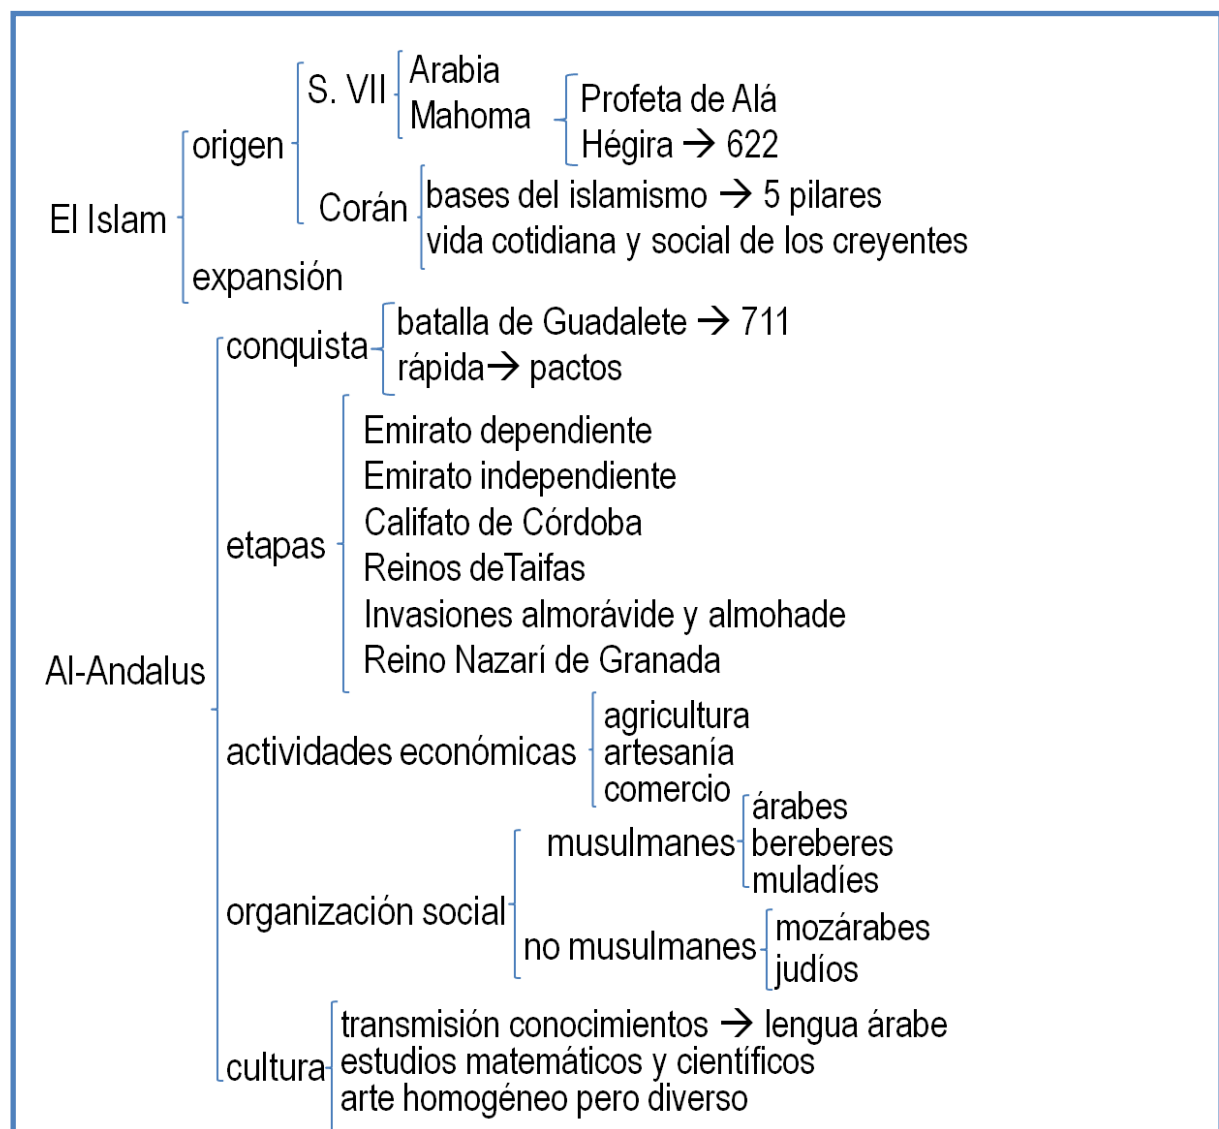 El Islam
origen
S. VII
Arabia
Mahoma
Profeta de Alá
Hégira → 622
Corán
bases del islamismo → 5 pilares
vida cotidiana y social de los creyentes
expansión
Al-Andalus
conquista
batalla de Guadalete → 711
rápida→ pactos
etapas
Emirato dependiente
Emirato independiente
Califato de Córdoba
Reinos deTaifas
Invasiones almorávide y almohade
Reino Nazarí de Granada
actividades económicas
agricultura
artesanía
comercio
organización social
musulmanes
árabes
bereberes
muladíes
no musulmanes
mozárabes
judíos
cultura
transmisión conocimientos → lengua árabe
estudios matemáticos y científicos
arte homogéneo pero diverso